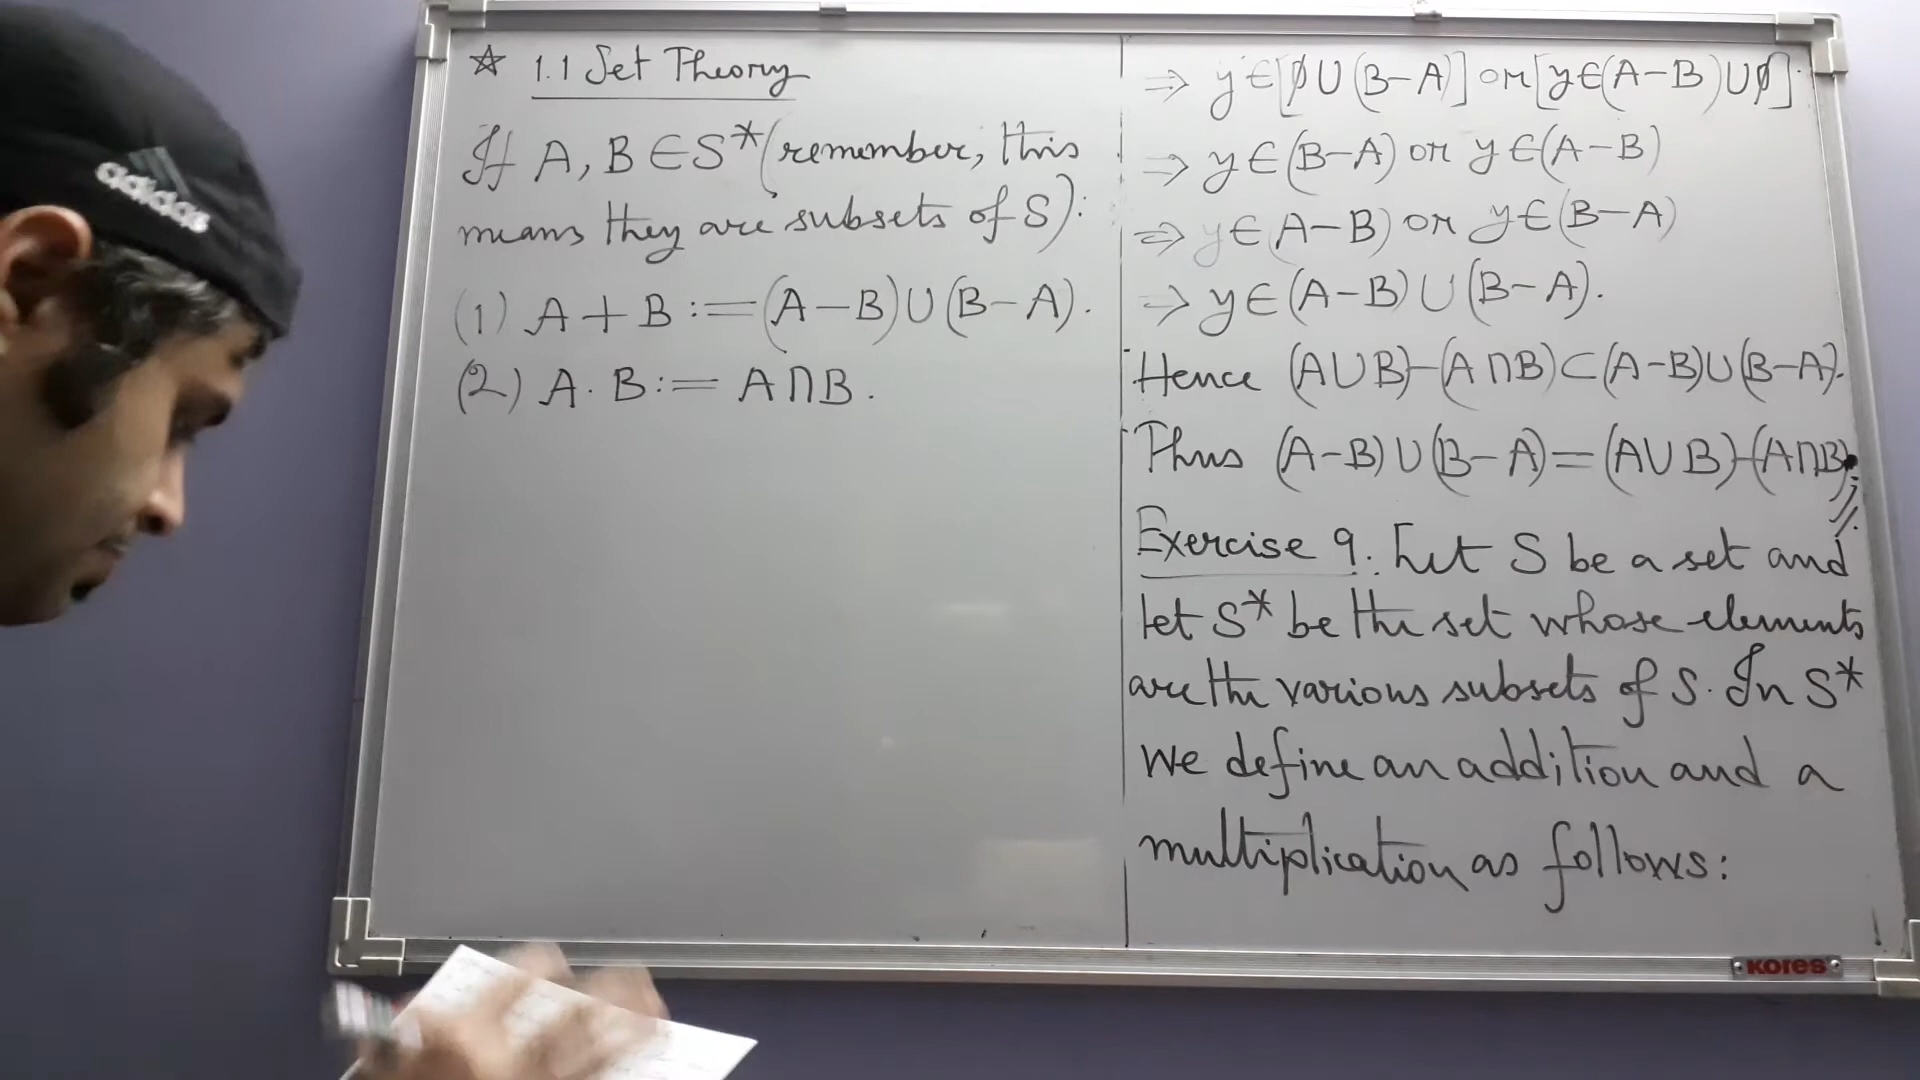 ☆ 1.1 Set Theory
If A, B ∈ S* (remember, this
means they are subsets of S):
(1) A + B := (A − B) ∪ (B − A).
(2) A · B := A ∩ B.
⇒ y ∈ [∅ ∪ (B − A)] or [y ∈ (A − B) ∪ ∅].
⇒ y ∈ (B − A) or y ∈ (A − B)
⇒ y ∈ (A − B) or y ∈ (B − A)
⇒ y ∈ (A − B) ∪ (B − A).
Hence (A ∪ B) − (A ∩ B) ⊂ (A − B) ∪ (B − A).
Thus (A − B) ∪ (B − A) = (A ∪ B) − (A ∩ B).
Exercise 9. Let S be a set and
let S* be the set whose elements
are the various subsets of S. In S*
we define an addition and a
multiplication as follows:
adidas
KORES